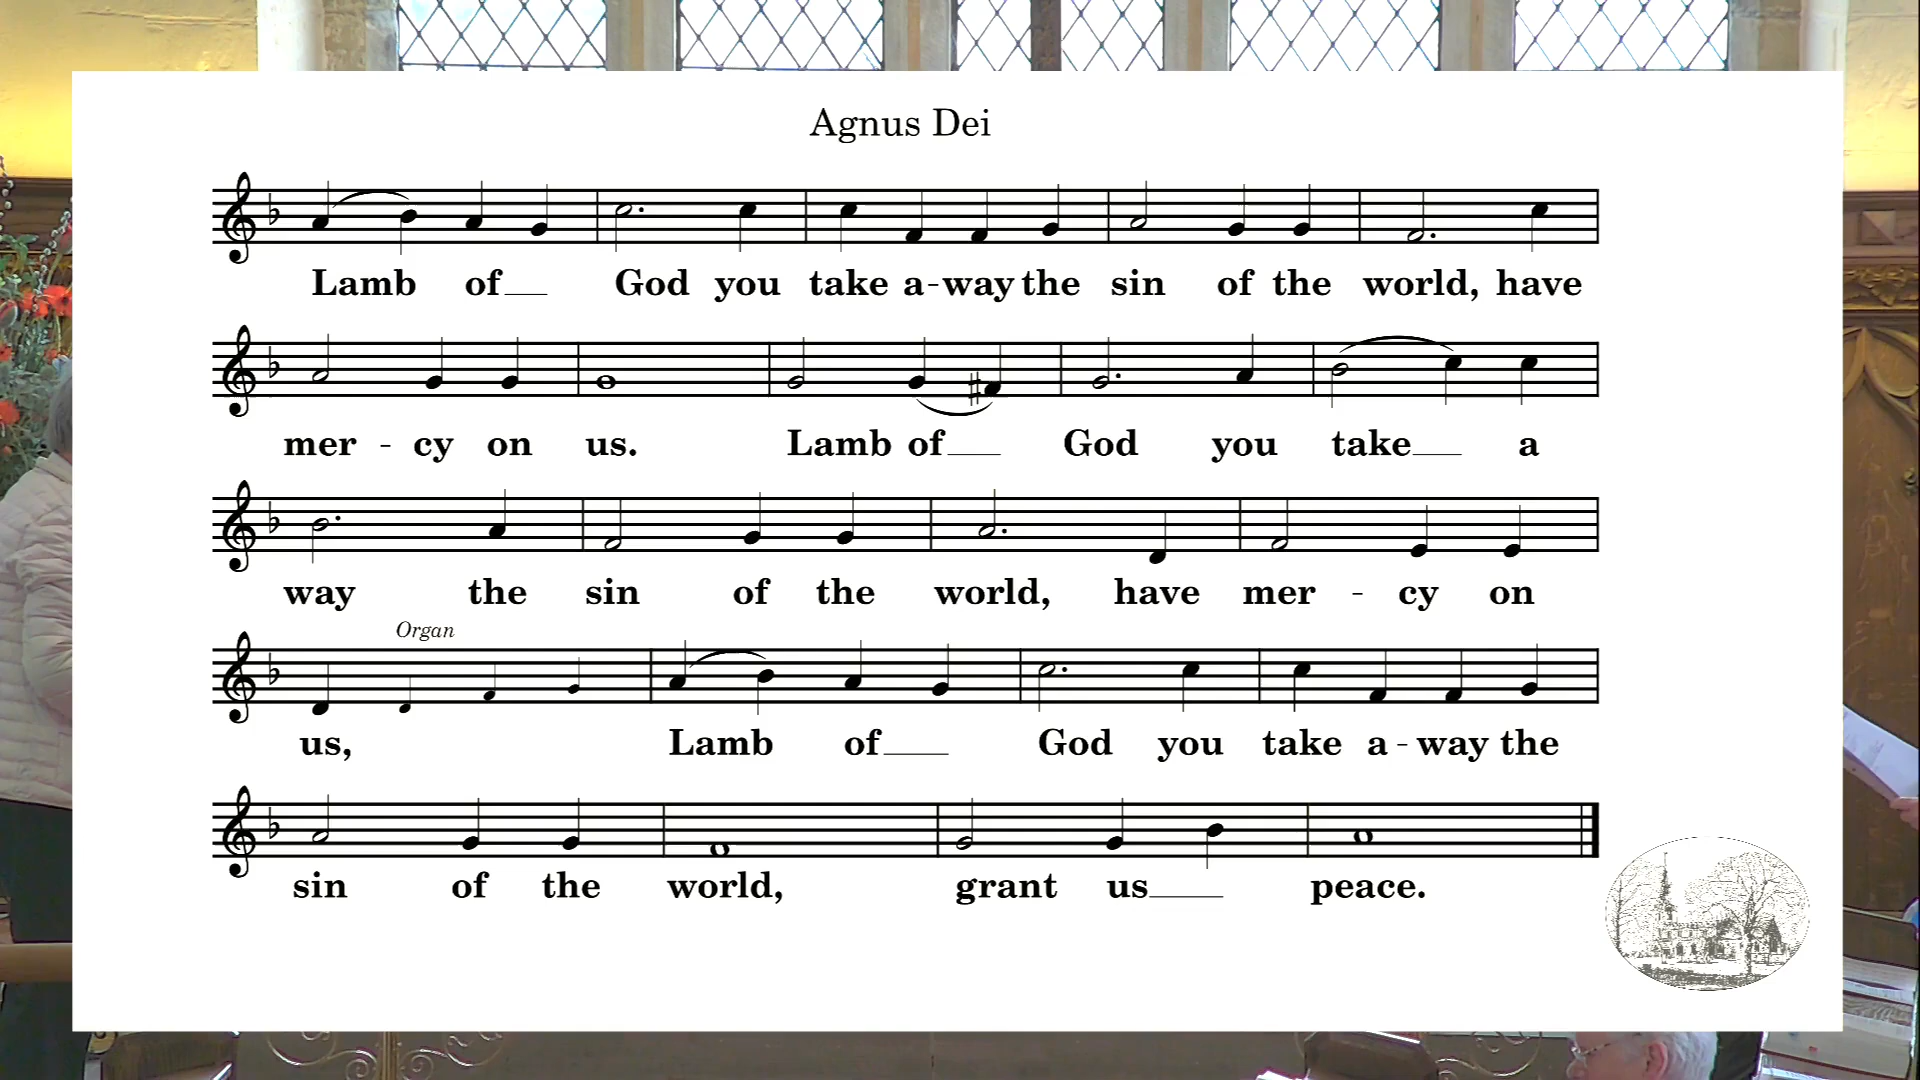 Agnus Dei
Lamb of God you take a-way the sin of the world, have
mer - cy on us. Lamb of God you take a
way the sin of the world, have mer - cy on
Organ
us, Lamb of God you take a - way the
sin of the world, grant us peace.